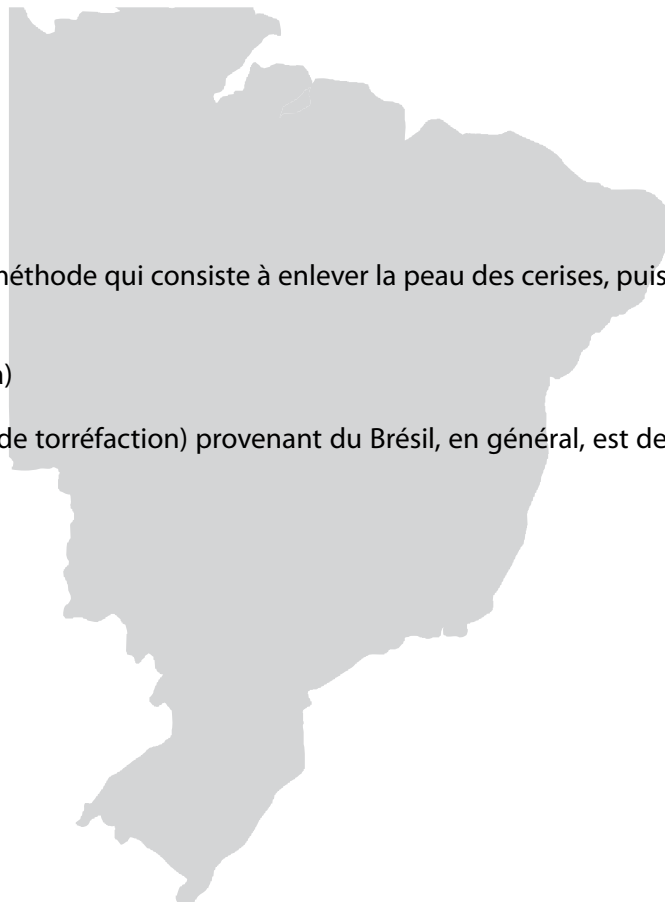 méthode qui consiste à enlever la peau des cerises, puis
)
de torréfaction) provenant du Brésil, en général, est de